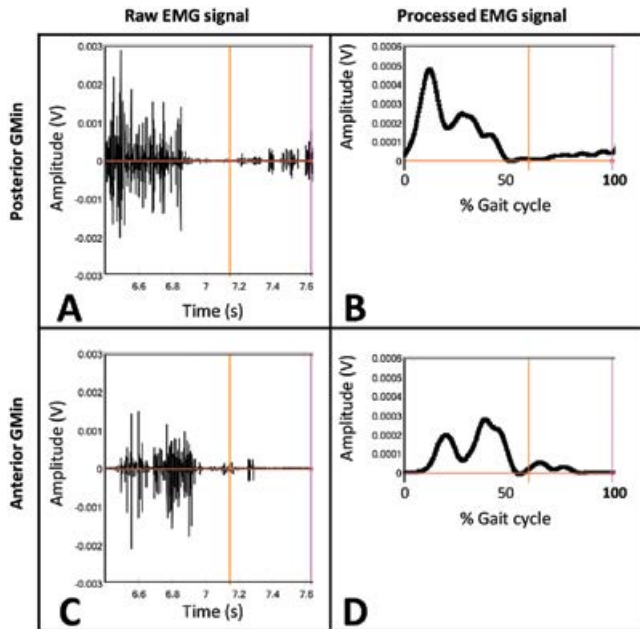 Raw EMG signal
Processed EMG signal
Posterior GMin
Amplitude (V)
0.003
0.002
0.001
0
-0.001
-0.002
-0.003
6.6 6.8 7 7.2 7.4 7.6
Time (s)
A
Amplitude (V)
0.0006
0.0005
0.0004
0.0003
0.0002
0.0001
0
0 50 100
% Gait cycle
B
Anterior GMin
Amplitude (V)
0.003
0.002
0.001
0
-0.001
-0.002
-0.003
6.6 6.8 7 7.2 7.4 7.6
Time (s)
C
Amplitude (V)
0.0006
0.0005
0.0004
0.0003
0.0002
0.0001
0
0 50 100
% Gait cycle
D